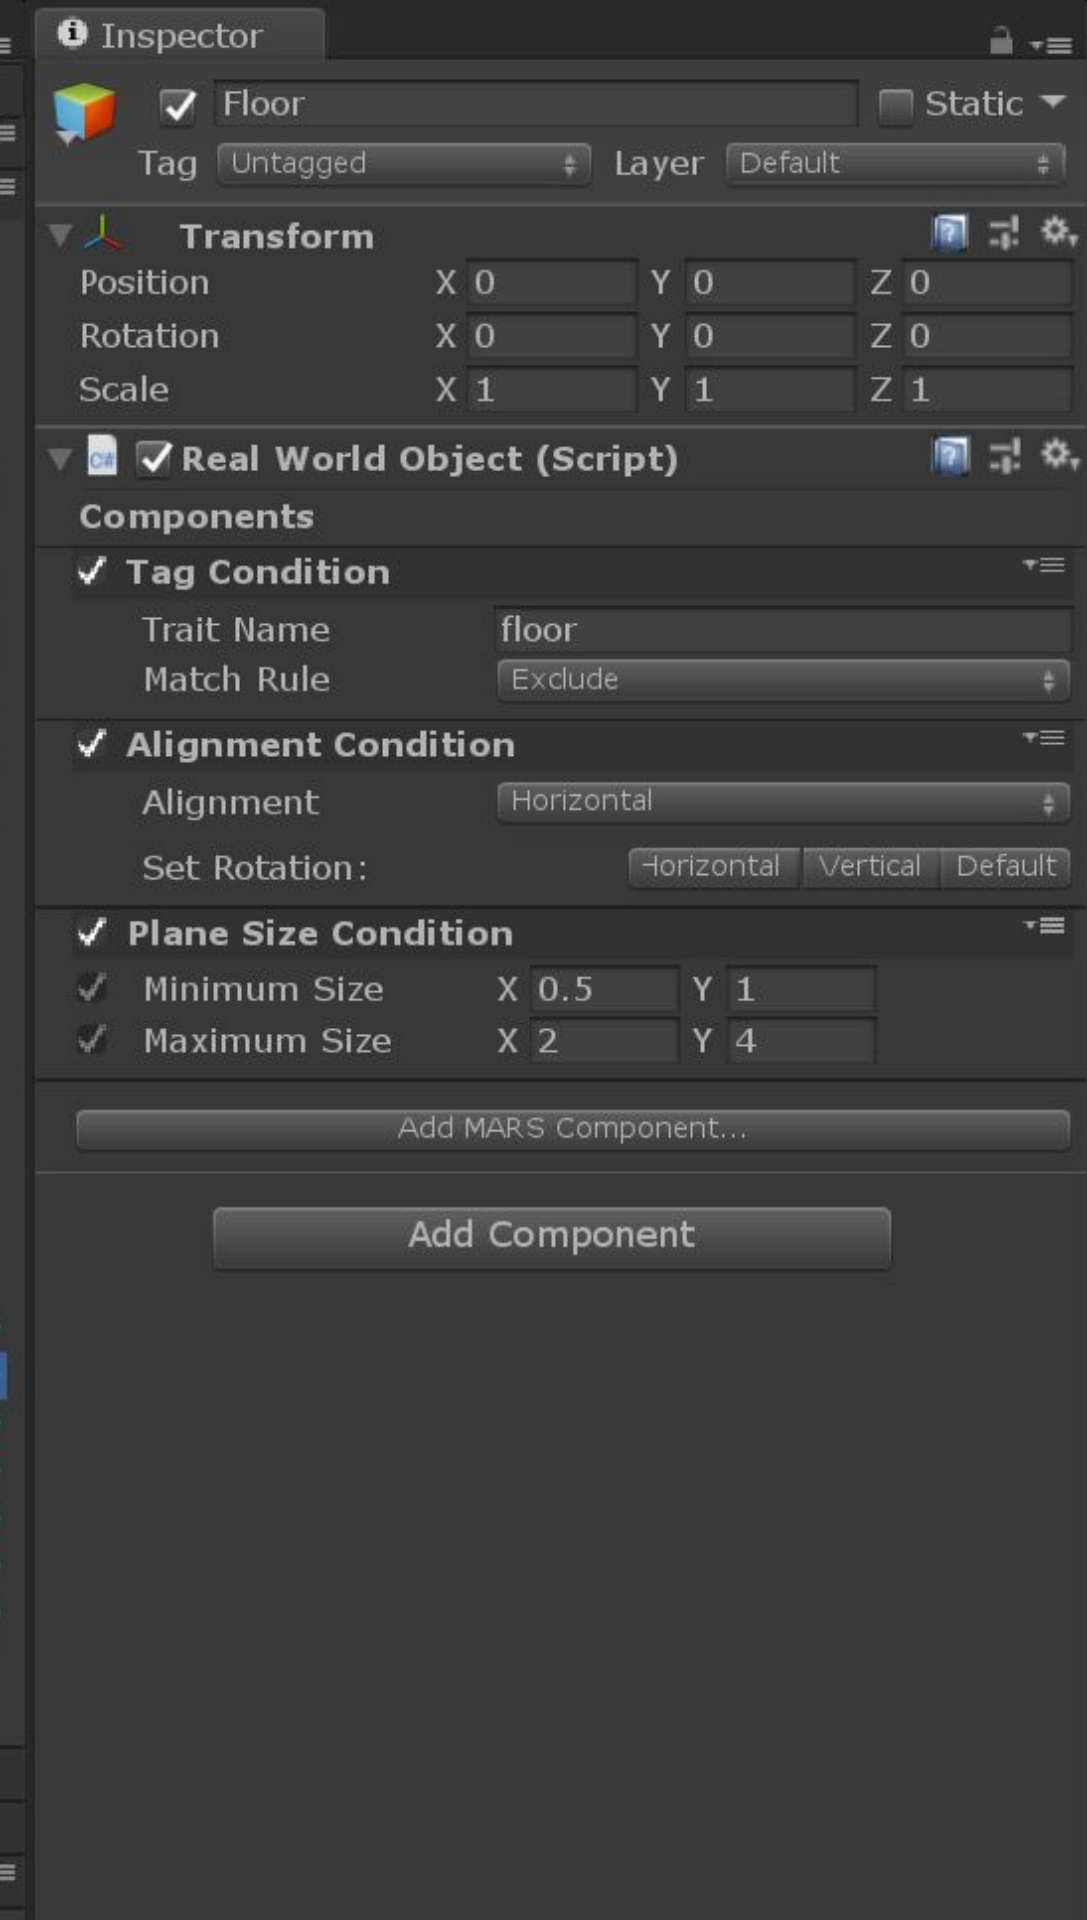 Inspector
Floor Static
Tag Untagged Layer Default
Transform
Position X 0 Y 0 Z 0
Rotation X 0 Y 0 Z 0
Scale X 1 Y 1 Z 1
C# Real World Object (Script)
Components
Tag Condition
Trait Name floor
Match Rule Exclude
Alignment Condition
Alignment Horizontal
Set Rotation: Horizontal Vertical Default
Plane Size Condition
Minimum Size X 0.5 Y 1
Maximum Size X 2 Y 4
Add MARS Component...
Add Component